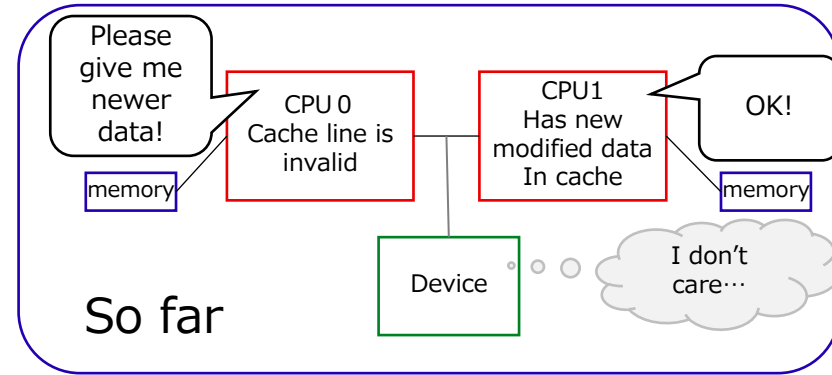 Please
give me
newer
data!
CPU 0
Cache line is
invalid
CPU1
Has new
modified data
In cache
OK!
memory
memory
Device
I don't
care…
So far